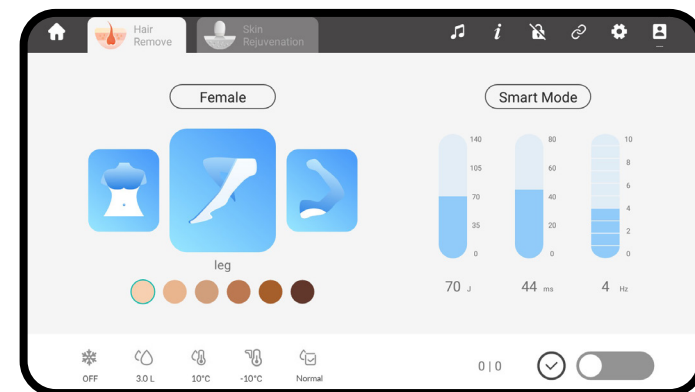 Hair
Remove
Skin
Rejuvenation
i
Female
Smart Mode
leg
140
105
70
35
0
80
60
40
20
0
10
8
6
4
2
0
70 J
44 ms
4 Hz
OFF
3.0 L
10°C
-10°C
Normal
0 | 0